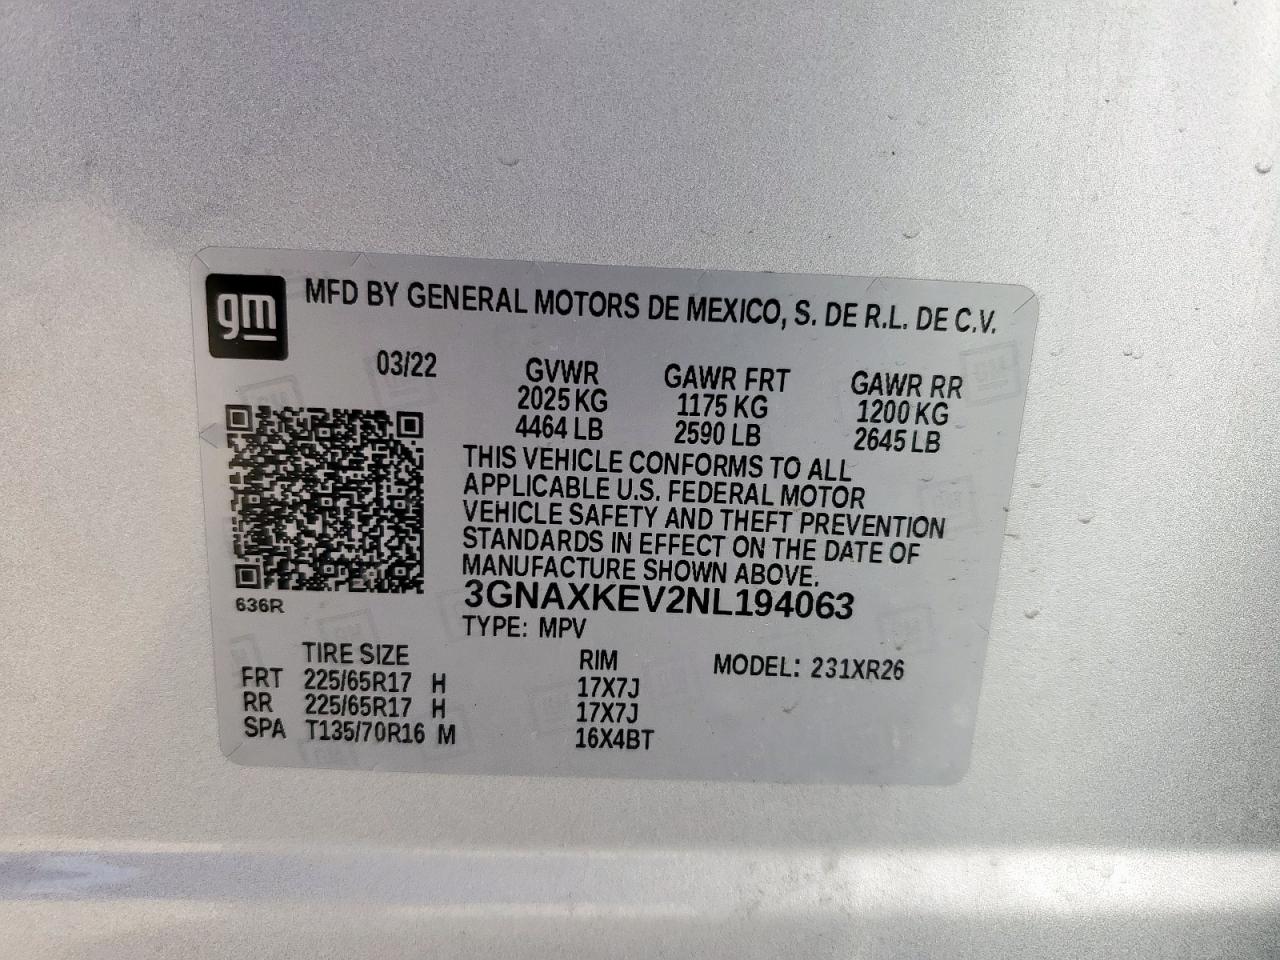 gm
MFD BY GENERAL MOTORS DE MEXICO, S. DE R.L. DE C.V.
03/22
GVWR GAWR FRT GAWR RR
2025 KG 1175 KG 1200 KG
4464 LB 2590 LB 2645 LB
THIS VEHICLE CONFORMS TO ALL
APPLICABLE U.S. FEDERAL MOTOR
VEHICLE SAFETY AND THEFT PREVENTION
STANDARDS IN EFFECT ON THE DATE OF
MANUFACTURE SHOWN ABOVE.
3GNAXKEV2NL194063
636R
TYPE: MPV
TIRE SIZE RIM MODEL: 231XR26
FRT 225/65R17 H 17X7J
RR 225/65R17 H 17X7J
SPA T135/70R16 M 16X4BT